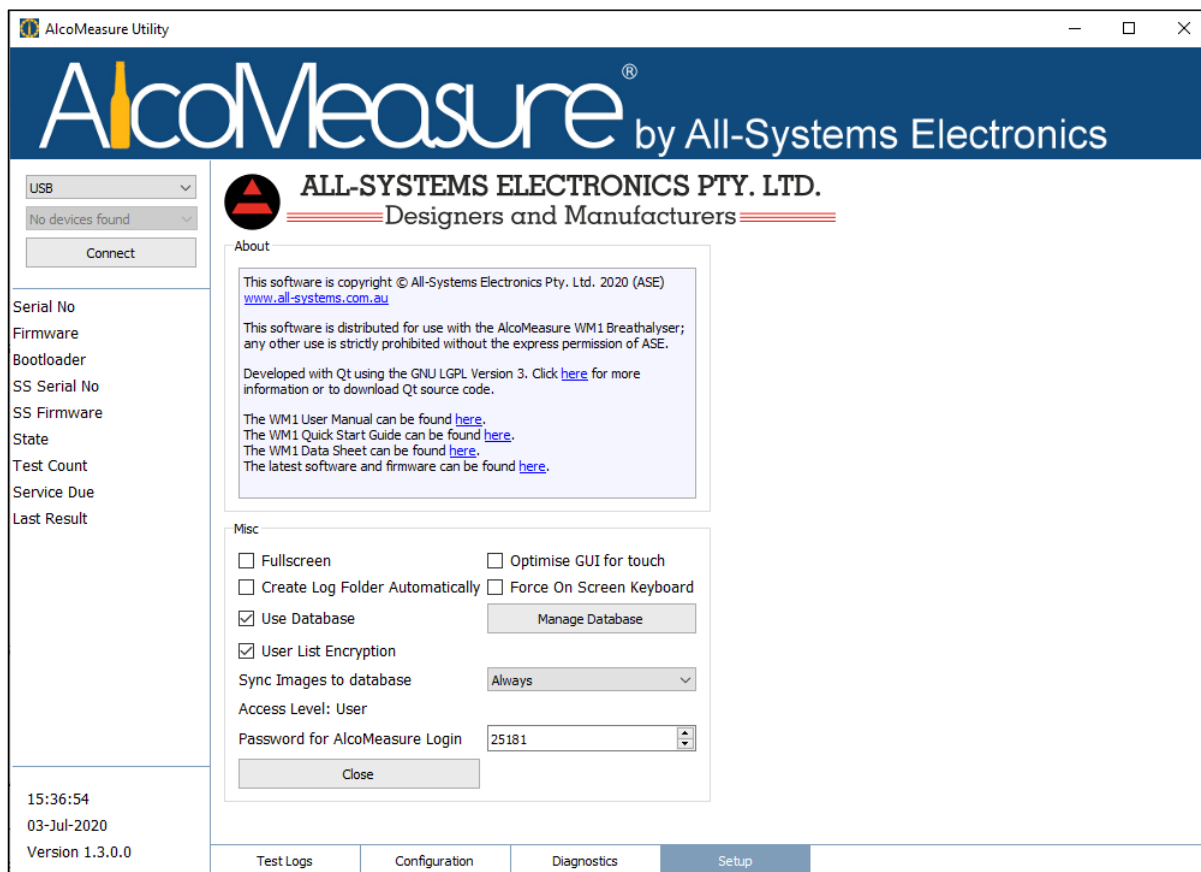 AlcoMeasure Utility
AlcoMeasure® by All-Systems Electronics
USB
No devices found
Connect
Serial No
Firmware
Bootloader
SS Serial No
SS Firmware
State
Test Count
Service Due
Last Result
15:36:54
03-Jul-2020
Version 1.3.0.0
ALL-SYSTEMS ELECTRONICS PTY. LTD.
Designers and Manufacturers
About
This software is copyright © All-Systems Electronics Pty. Ltd. 2020 (ASE)
www.all-systems.com.au
This software is distributed for use with the AlcoMeasure WM1 Breathalyser;
any other use is strictly prohibited without the express permission of ASE.
Developed with Qt using the GNU LGPL Version 3. Click here for more
information or to download Qt source code.
The WM1 User Manual can be found here.
The WM1 Quick Start Guide can be found here.
The WM1 Data Sheet can be found here.
The latest software and firmware can be found here.
Misc
Fullscreen
Optimise GUI for touch
Create Log Folder Automatically
Force On Screen Keyboard
Use Database
Manage Database
User List Encryption
Sync Images to database
Always
Access Level: User
Password for AlcoMeasure Login
25181
Close
Test Logs
Configuration
Diagnostics
Setup